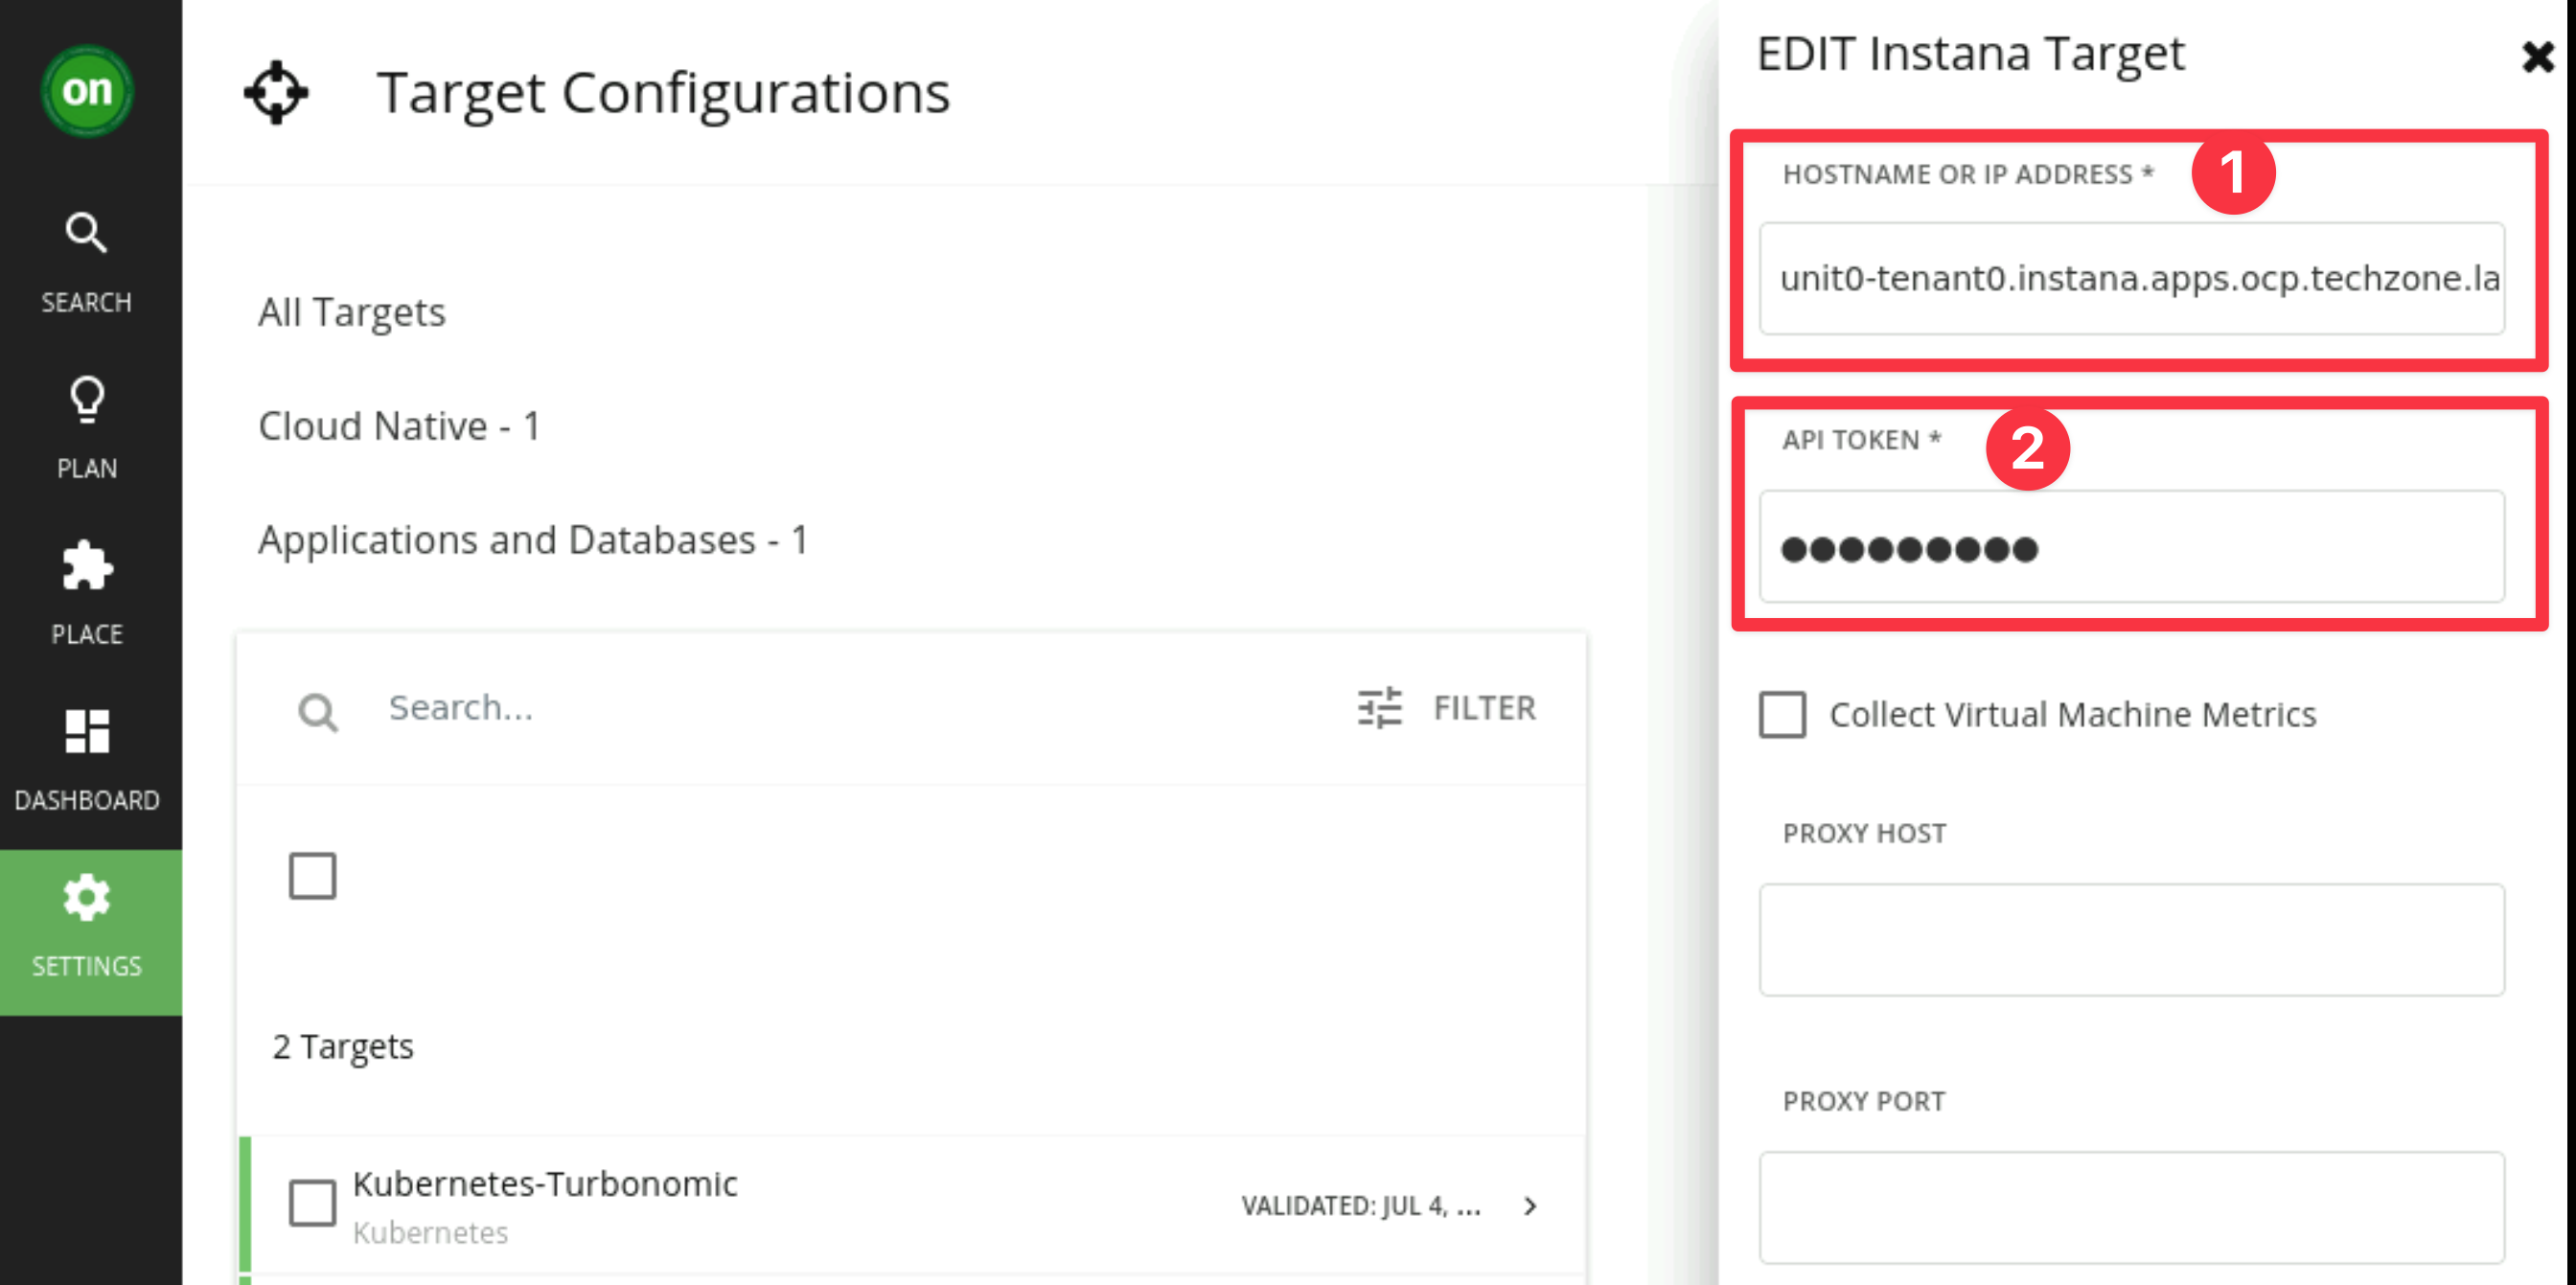 on
SEARCH
PLAN
PLACE
DASHBOARD
SETTINGS
Target Configurations
All Targets
Cloud Native - 1
Applications and Databases - 1
Search...
FILTER
2 Targets
Kubernetes-Turbonomic
Kubernetes
VALIDATED: JUL 4, ...
EDIT Instana Target
HOSTNAME OR IP ADDRESS *
1
unit0-tenant0.instana.apps.ocp.techzone.la
API TOKEN *
2
Collect Virtual Machine Metrics
PROXY HOST
PROXY PORT